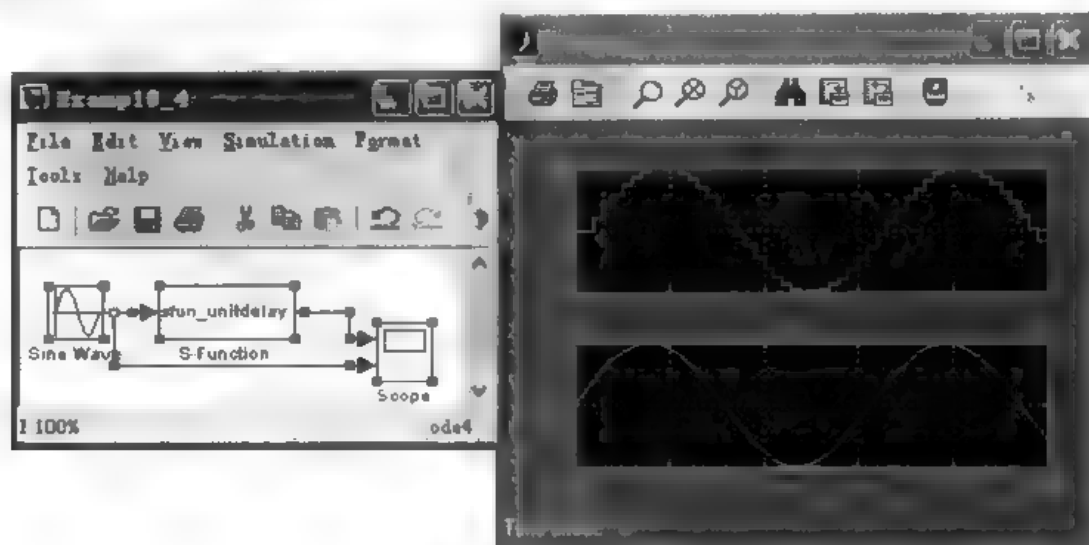 Examp10_4
File Edit View Simulation Format
Tools Help
sfun_unitdelay
Sine Wave
S-Function
Scope
100%
ode4